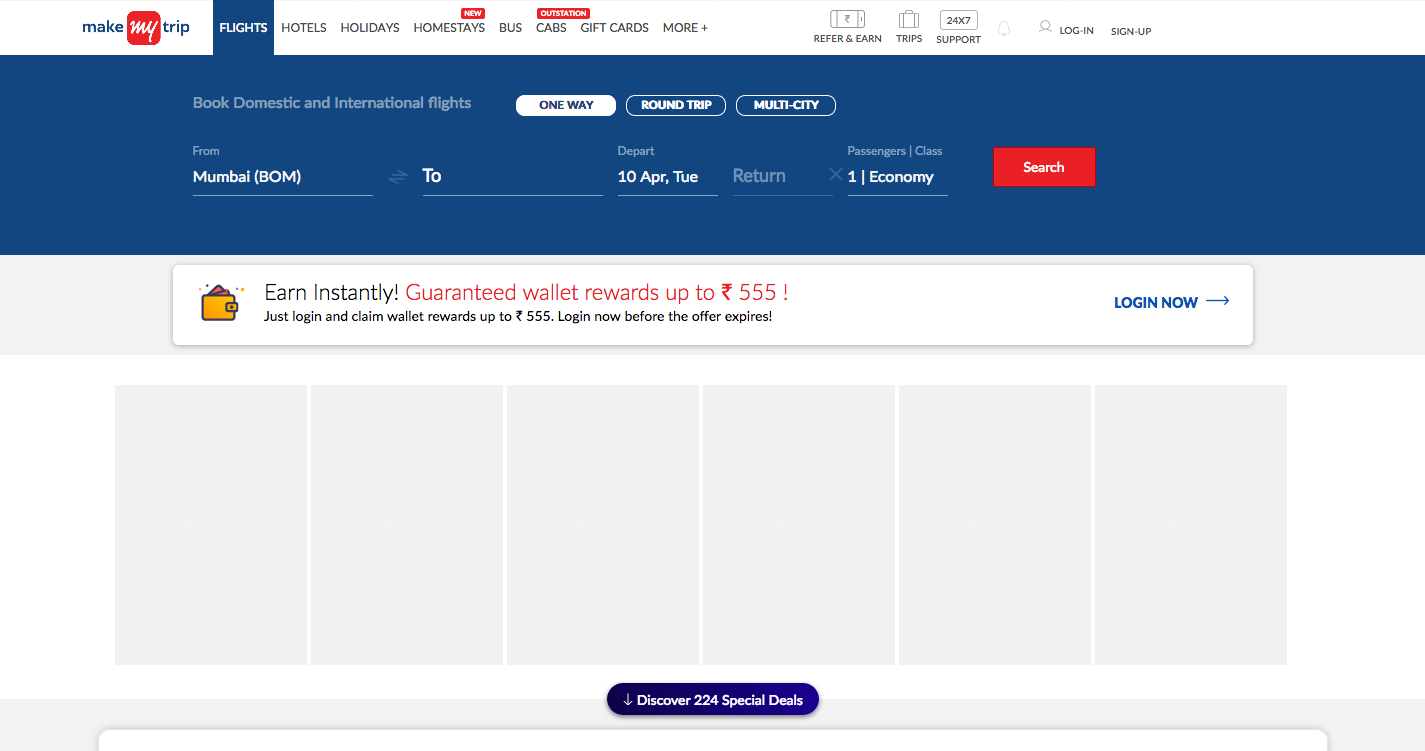 make my trip
FLIGHTS HOTELS HOLIDAYS HOMESTAYS NEW BUS CABS OUTSTATION GIFT CARDS MORE +
₹ REFER & EARN TRIPS 24X7 SUPPORT LOG-IN SIGN-UP
Book Domestic and International flights ONE WAY ROUND TRIP MULTI-CITY
From Depart Passengers | Class
Mumbai (BOM) To 10 Apr, Tue Return 1 | Economy Search
Earn Instantly! Guaranteed wallet rewards up to ₹ 555 !
Just login and claim wallet rewards up to ₹ 555. Login now before the offer expires!
LOGIN NOW
Discover 224 Special Deals